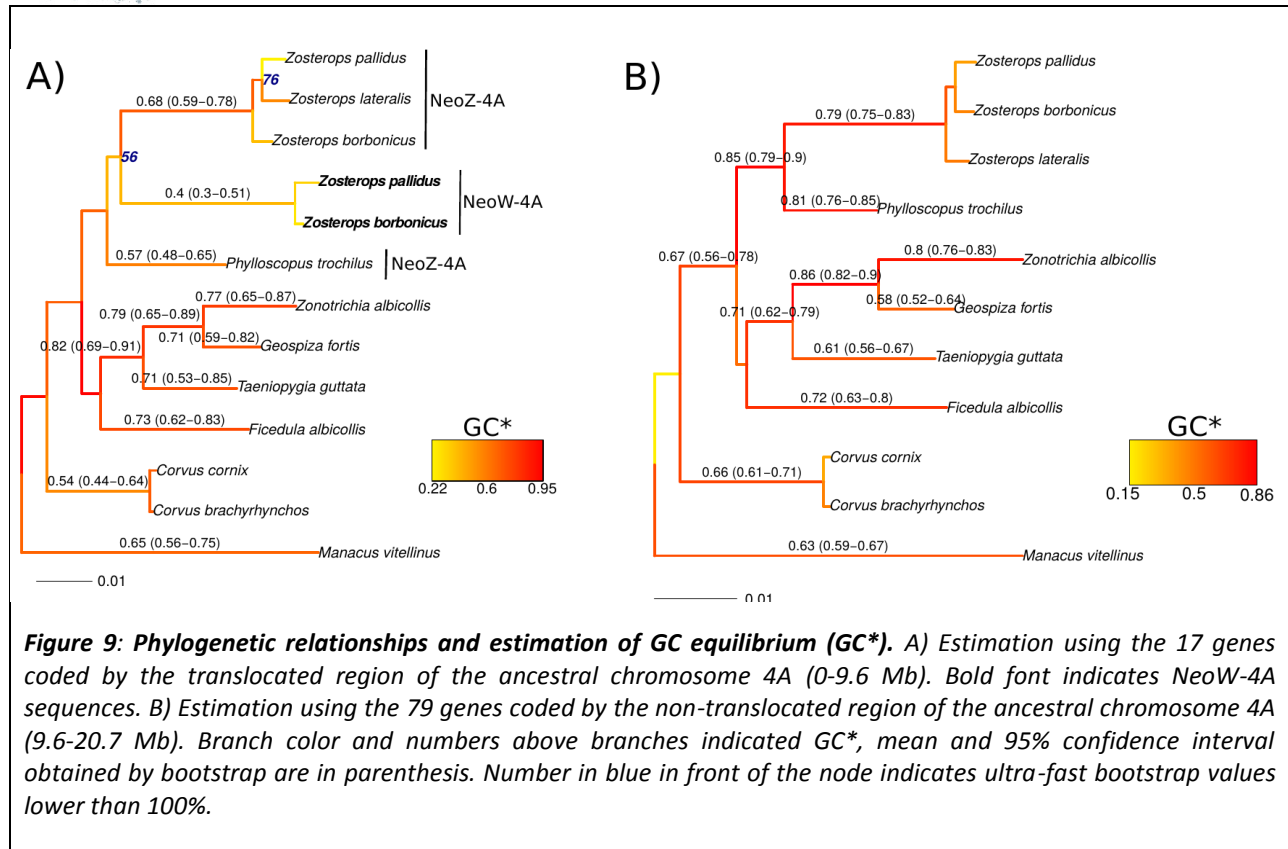 A)
Zosterops pallidus
76
Zosterops lateralis
NeoZ-4A
0.68 (0.59−0.78)
Zosterops borbonicus
56
Zosterops pallidus
0.4 (0.3−0.51)
NeoW-4A
Zosterops borbonicus
0.57 (0.48−0.65)
Phylloscopus trochilus
NeoZ-4A
0.77 (0.65−0.87)
Zonotrichia albicollis
0.79 (0.65−0.89)
0.71 (0.59−0.82)
Geospiza fortis
0.82 (0.69−0.91)
0.71 (0.53−0.85)
Taeniopygia guttata
0.73 (0.62−0.83)
Ficedula albicollis
GC*
0.22 0.6 0.95
Corvus cornix
0.54 (0.44−0.64)
Corvus brachyrhynchos
0.65 (0.56−0.75)
Manacus vitellinus
0.01
B)
Zosterops pallidus
0.79 (0.75−0.83)
Zosterops borbonicus
0.85 (0.79−0.9)
Zosterops lateralis
0.81 (0.76−0.85)
Phylloscopus trochilus
0.67 (0.56−0.78)
0.8 (0.76−0.83)
Zonotrichia albicollis
0.86 (0.82−0.9)
0.58 (0.52−0.64)
Geospiza fortis
0.71 (0.62−0.79)
0.61 (0.56−0.67)
Taeniopygia guttata
0.72 (0.63−0.8)
Ficedula albicollis
GC*
0.15 0.5 0.86
Corvus cornix
0.66 (0.61−0.71)
Corvus brachyrhynchos
0.63 (0.59−0.67)
Manacus vitellinus
0.01
Figure 9: Phylogenetic relationships and estimation of GC equilibrium (GC*). A) Estimation using the 17 genes
coded by the translocated region of the ancestral chromosome 4A (0-9.6 Mb). Bold font indicates NeoW-4A
sequences. B) Estimation using the 79 genes coded by the non-translocated region of the ancestral chromosome 4A
(9.6-20.7 Mb). Branch color and numbers above branches indicated GC*, mean and 95% confidence interval
obtained by bootstrap are in parenthesis. Number in blue in front of the node indicates ultra-fast bootstrap values
lower than 100%.